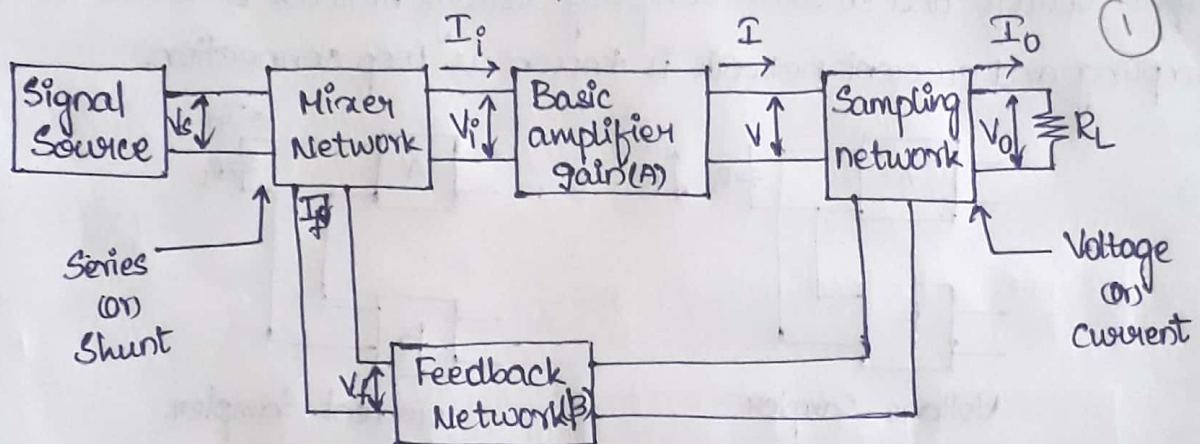 1
Signal
Source
Vs
Mixer
Network
Ii
Vi
Basic
amplifier
gain(A)
I
V
Sampling
network
Io
Vo
RL
If
Series
(or)
Shunt
Voltage
(or)
Current
Vf
Feedback
Network(β)